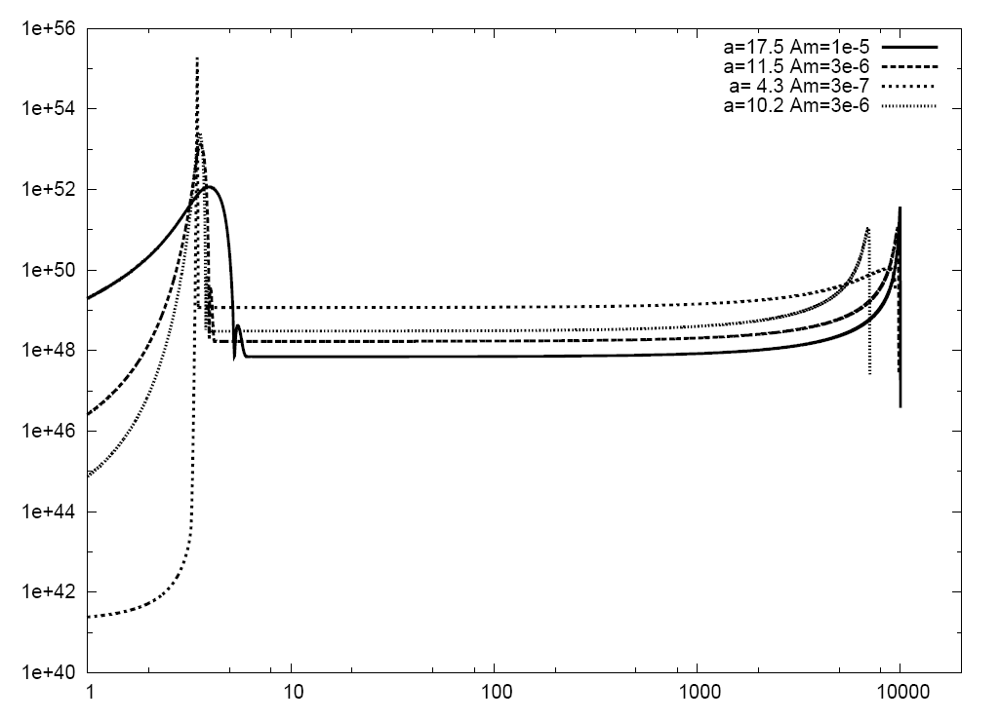 1e+56
1e+54
1e+52
1e+50
1e+48
1e+46
1e+44
1e+42
1e+40
1 10 100 1000 10000
a=17.5 Am=1e-5
a=11.5 Am=3e-6
a= 4.3 Am=3e-7
a=10.2 Am=3e-6